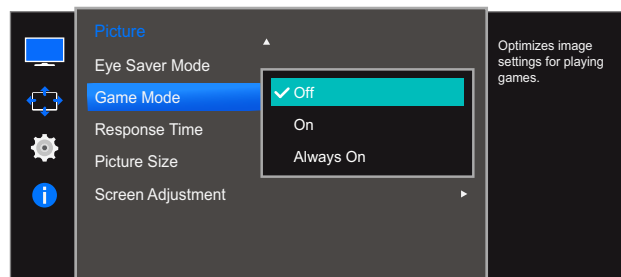 Picture
Eye Saver Mode
Game Mode
Response Time
Picture Size
Screen Adjustment
Off
On
Always On
Optimizes image
settings for playing
games.